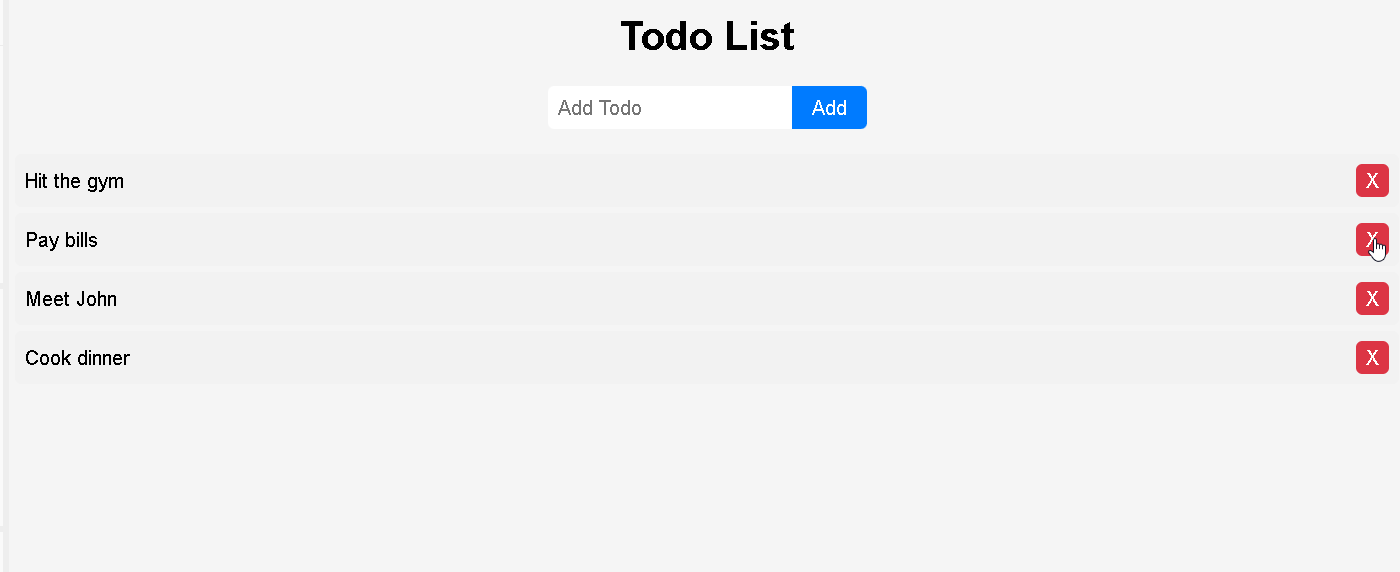 Todo List
Add Todo Add
Hit the gym X
Pay bills X
Meet John X
Cook dinner X